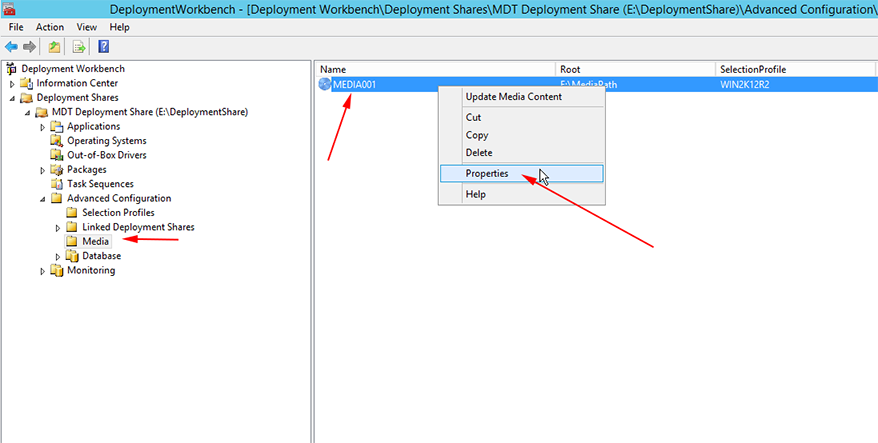 DeploymentWorkbench - [Deployment Workbench\Deployment Shares\MDT Deployment Share (E:\DeploymentShare)\Advanced Configuration\
File Action View Help
Deployment Workbench
Information Center
Deployment Shares
MDT Deployment Share (E:\DeploymentShare)
Applications
Operating Systems
Out-of-Box Drivers
Packages
Task Sequences
Advanced Configuration
Selection Profiles
Linked Deployment Shares
Media
Database
Monitoring
Name Root SelectionProfile
MEDIA001 E:\MediaPath WIN2K12R2
Update Media Content
Cut
Copy
Delete
Properties
Help